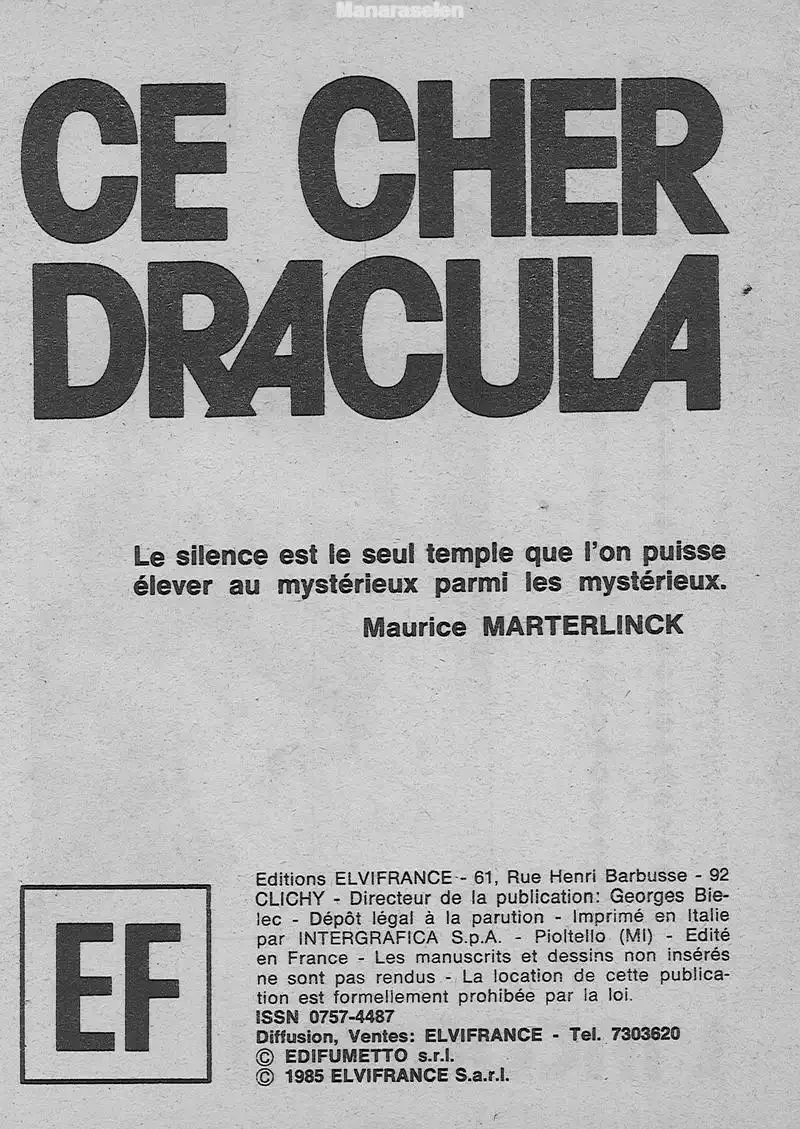 Manaraselen
CE CHER
DRACULA
Le silence est le seul temple que l'on puisse
élever au mystérieux parmi les mystérieux.
Maurice MARTERLINCK
EF
Editions ELVIFRANCE - 61, Rue Henri Barbusse - 92
CLICHY - Directeur de la publication: Georges Bie-
lec - Dépôt légal à la parution - Imprimé en Italie
par INTERGRAFICA S.p.A. - Pioltello (MI) - Edité
en France - Les manuscrits et dessins non insérés
ne sont pas rendus - La location de cette publica-
tion est formellement prohibée par la loi.
ISSN 0757-4487
Diffusion, Ventes: ELVIFRANCE - Tel. 7303620
© EDIFUMETTO s.r.l.
© 1985 ELVIFRANCE S.a.r.l.